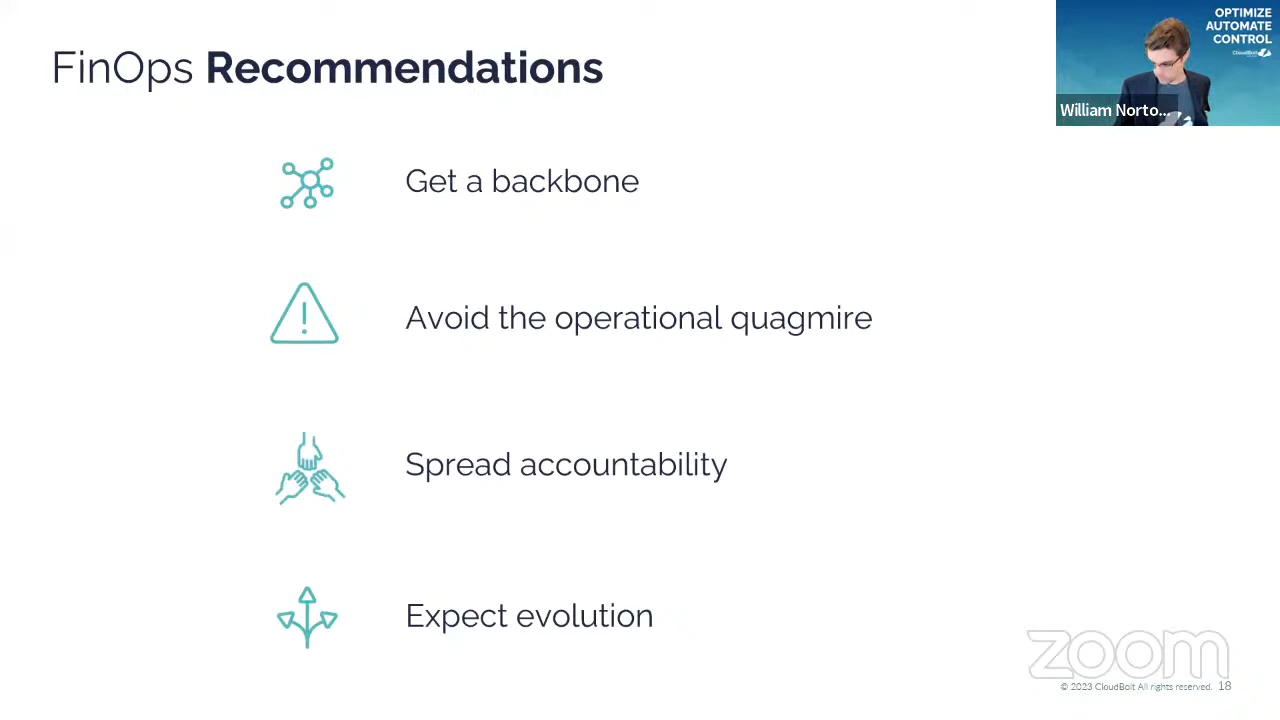 FinOps Recommendations
OPTIMIZE
AUTOMATE
CONTROL
CloudBolt
William Norto...
Get a backbone
Avoid the operational quagmire
Spread accountability
Expect evolution
zoom
© 2023 CloudBolt All rights reserved. 18